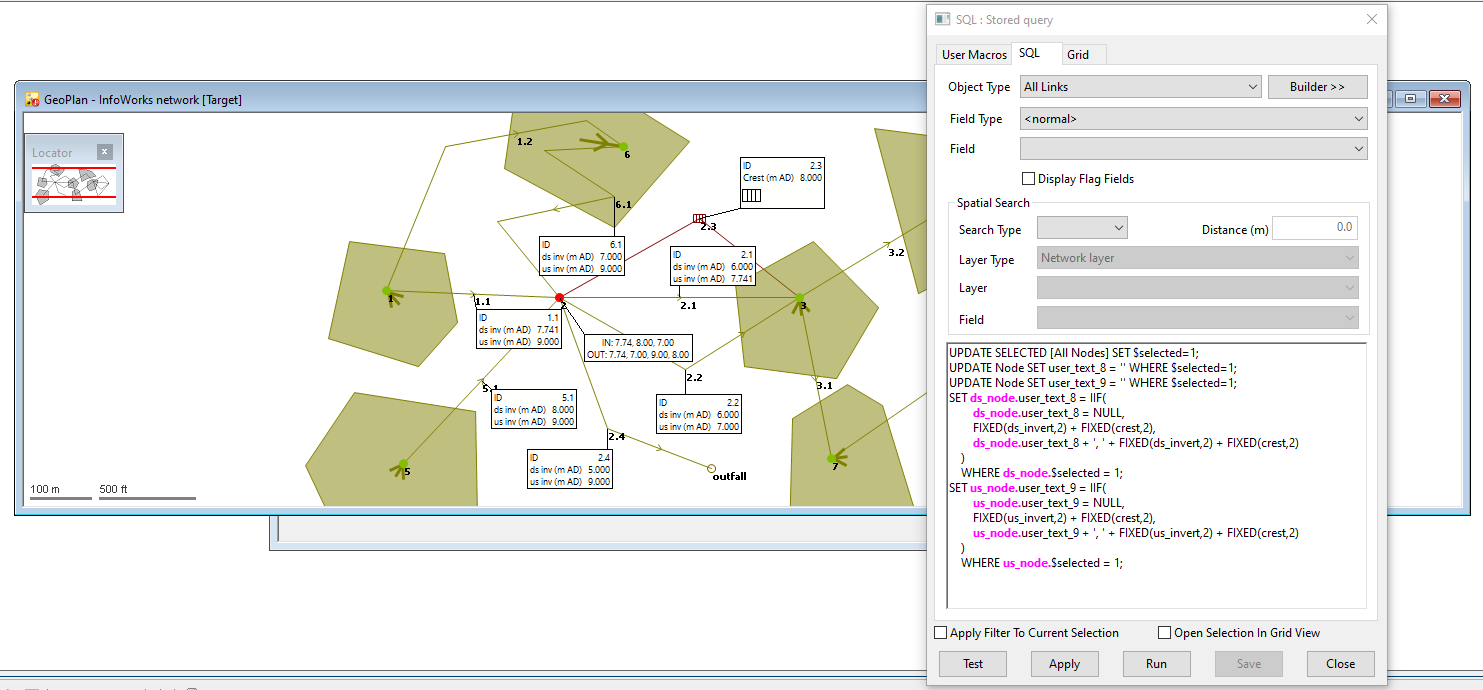 SQL : Stored query
User Macros SQL Grid
Object Type All Links Builder >>
Field Type <normal>
Field
Display Flag Fields
Spatial Search
Search Type Distance (m) 0.0
Layer Type Network layer
Layer
Field
UPDATE SELECTED [All Nodes] SET $selected=1;
UPDATE Node SET user_text_8 = '' WHERE $selected=1;
UPDATE Node SET user_text_9 = '' WHERE $selected=1;
SET ds_node.user_text_8 = IIF(
ds_node.user_text_8 = NULL,
FIXED(ds_invert,2) + FIXED(crest,2),
ds_node.user_text_8 + ', ' + FIXED(ds_invert,2) + FIXED(crest,2)
)
WHERE ds_node.$selected = 1;
SET us_node.user_text_9 = IIF(
us_node.user_text_9 = NULL,
FIXED(us_invert,2) + FIXED(crest,2),
us_node.user_text_9 + ', ' + FIXED(us_invert,2) + FIXED(crest,2)
)
WHERE us_node.$selected = 1;
Apply Filter To Current Selection Open Selection In Grid View
Test Apply Run Save Close
GeoPlan - InfoWorks network [Target]
Locator x
1.2
6
ID 2.3
Crest (m AD) 8.000
6.1
2.3
ID 6.1
ds inv (m AD) 7.000
us inv (m AD) 9.000
ID 2.1
ds inv (m AD) 6.000
us inv (m AD) 7.741
3.2
1
1.1
2
2.1
3
ID 1.1
ds inv (m AD) 7.741
us inv (m AD) 9.000
IN: 7.74, 8.00, 7.00
OUT: 7.74, 7.00, 9.00, 8.00
2.2
3.1
5.1
ID 5.1
ds inv (m AD) 8.000
us inv (m AD) 9.000
ID 2.2
ds inv (m AD) 6.000
us inv (m AD) 7.000
2.4
ID 2.4
ds inv (m AD) 5.000
us inv (m AD) 9.000
5
outfall
7
100 m 500 ft